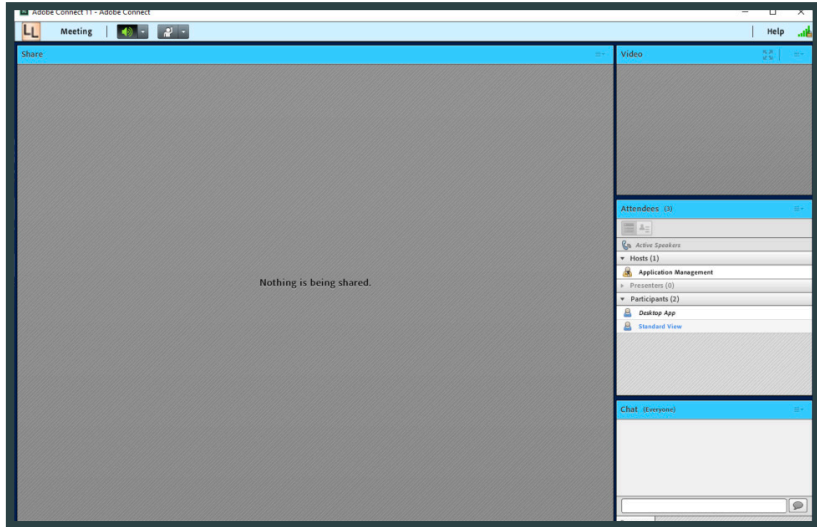 Adobe Connect 11 - Adobe Connect
LL Meeting Help
Share
Nothing is being shared.
Video
Attendees (3)
Active Speakers
Hosts (1)
Application Management
Presenters (0)
Participants (2)
Desktop App
Standard View
Chat (Everyone)